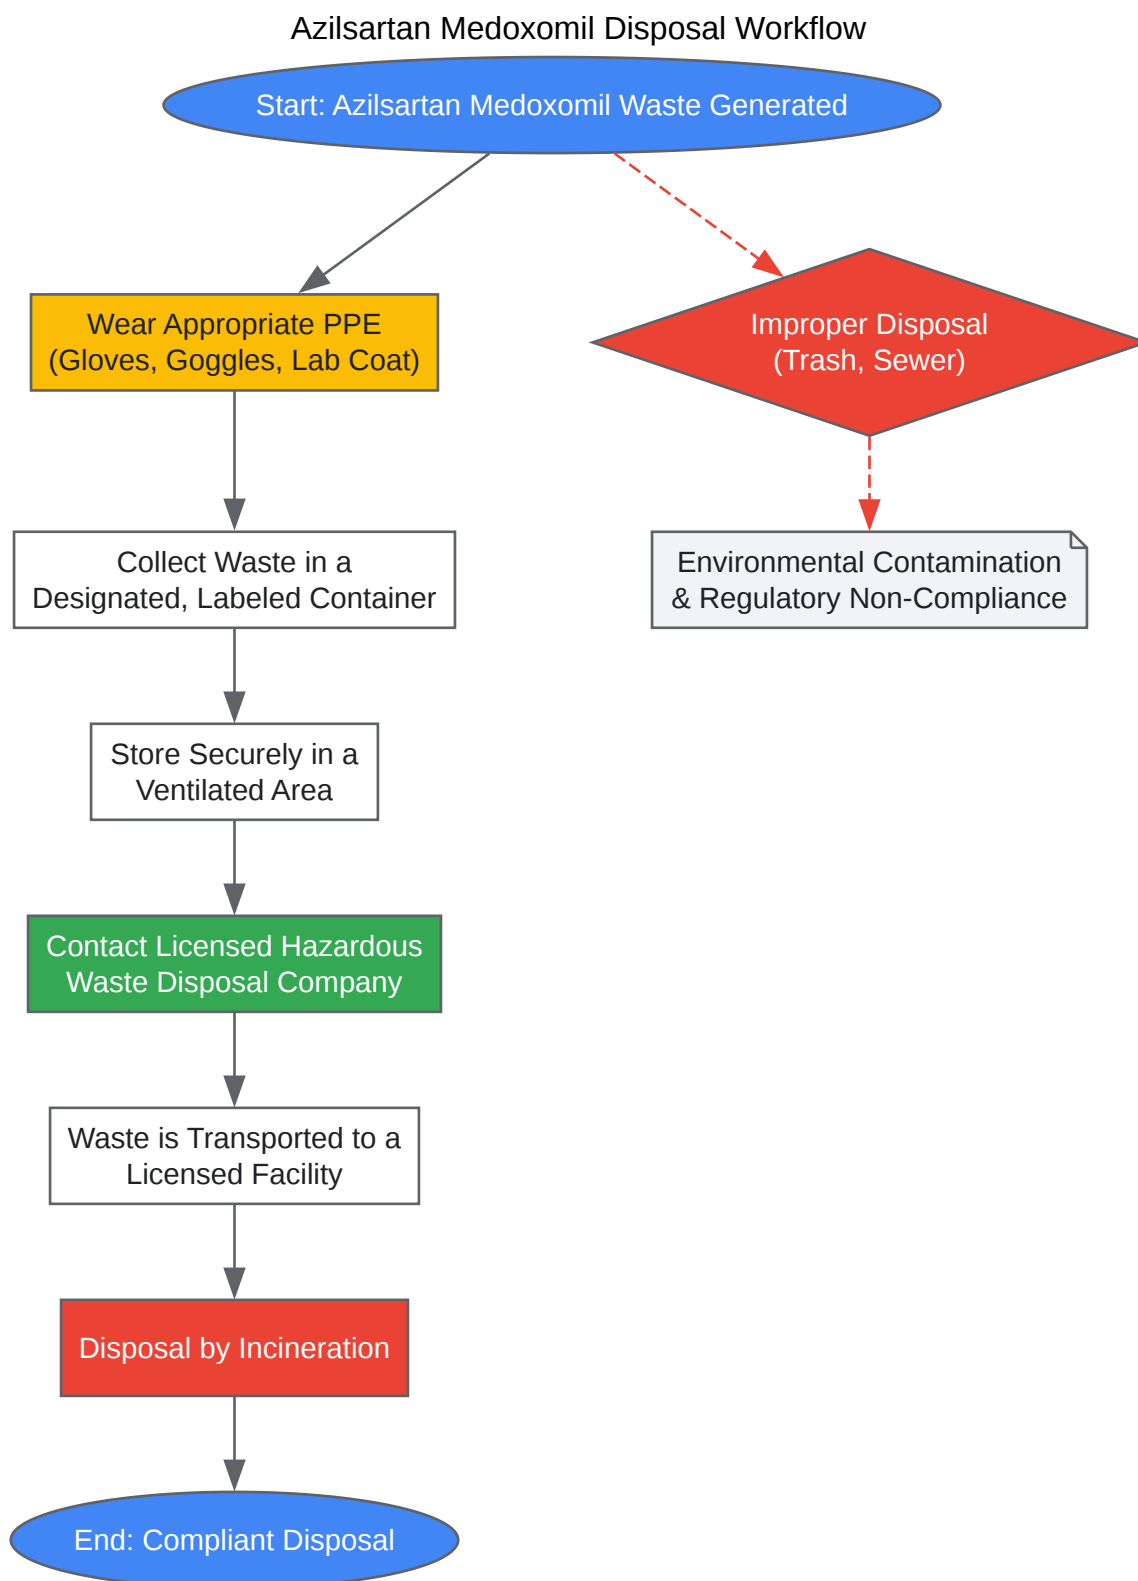 Azilsartan Medoxomil Disposal Workflow
Start: Azilsartan Medoxomil Waste Generated
Wear Appropriate PPE
(Gloves, Goggles, Lab Coat)
Improper Disposal
(Trash, Sewer)
Collect Waste in a
Designated, Labeled Container
Environmental Contamination
& Regulatory Non-Compliance
Store Securely in a
Ventilated Area
Contact Licensed Hazardous
Waste Disposal Company
Waste is Transported to a
Licensed Facility
Disposal by Incineration
End: Compliant Disposal